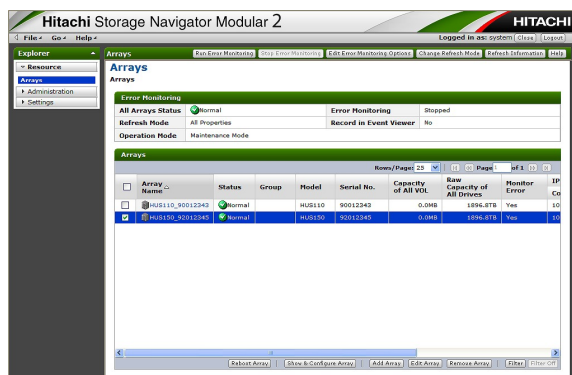 Hitachi Storage Navigator Modular 2
HITACHI
File Go Help
Logged in as: system Close Logout
Explorer
Arrays
Run Error Monitoring Stop Error Monitoring Edit Error Monitoring Options Change Refresh Mode Refresh Information Help
Resource
Arrays
Administration
Settings
Arrays
Arrays
Error Monitoring
All Arrays Status Normal Error Monitoring Stopped
Refresh Mode All Properties Record in Event Viewer No
Operation Mode Maintenance Mode
Arrays
Rows/Page: 25 Page 1 of 1
Array Name Status Group Model Serial No. Capacity of All VOL Raw Capacity of All Drives Monitor Error IP Co
HUS110_90012343 Normal HUS110 90012343 0.0MB 1896.8TB Yes 10
HUS150_92012345 Normal HUS150 92012345 0.0MB 1896.8TB Yes 10
Reboot Array Show & Configure Array Add Array Edit Array Remove Array Filter Filter Off